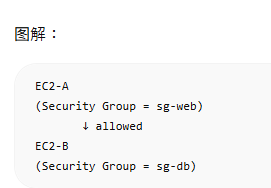 图解：
EC2-A
(Security Group = sg-web)
↓ allowed
EC2-B
(Security Group = sg-db)